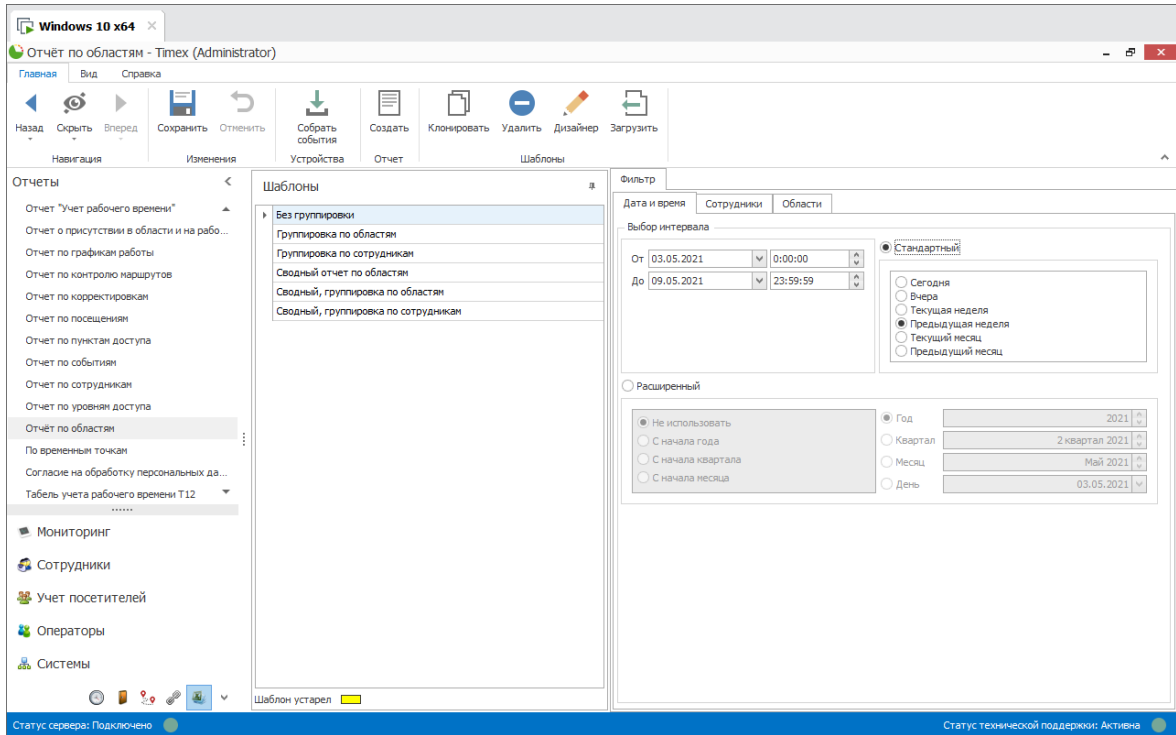 Windows 10 x64
Отчёт по областям - Timex (Administrator)
Главная Вид Справка
Назад Скрыть Вперед Сохранить Отменить Собрать события Создать Клонировать Удалить Дизайнер Загрузить
Навигация Изменения Устройства Отчет Шаблоны
Отчеты
Отчет "Учет рабочего времени"
Отчет о присутствии в области и на рабо...
Отчет по графикам работы
Отчет по контролю маршрутов
Отчет по корректировкам
Отчет по посещениям
Отчет по пунктам доступа
Отчет по событиям
Отчет по сотрудникам
Отчет по уровням доступа
Отчёт по областям
По временным точкам
Согласие на обработку персональных да...
Табель учета рабочего времени Т12
Мониторинг
Сотрудники
Учет посетителей
Операторы
Системы
Шаблоны
Без группировки
Группировка по областям
Группировка по сотрудникам
Сводный отчет по областям
Сводный, группировка по областям
Сводный, группировка по сотрудникам
Шаблон устарел
Фильтр
Дата и время Сотрудники Области
Выбор интервала
От 03.05.2021 0:00:00
До 09.05.2021 23:59:59
Стандартный
Сегодня
Вчера
Текущая неделя
Предыдущая неделя
Текущий месяц
Предыдущий месяц
Расширенный
Не использовать
С начала года
С начала квартала
С начала месяца
Год 2021
Квартал 2 квартал 2021
Месяц Май 2021
День 03.05.2021
Статус сервера: Подключено
Статус технической поддержки: Активна